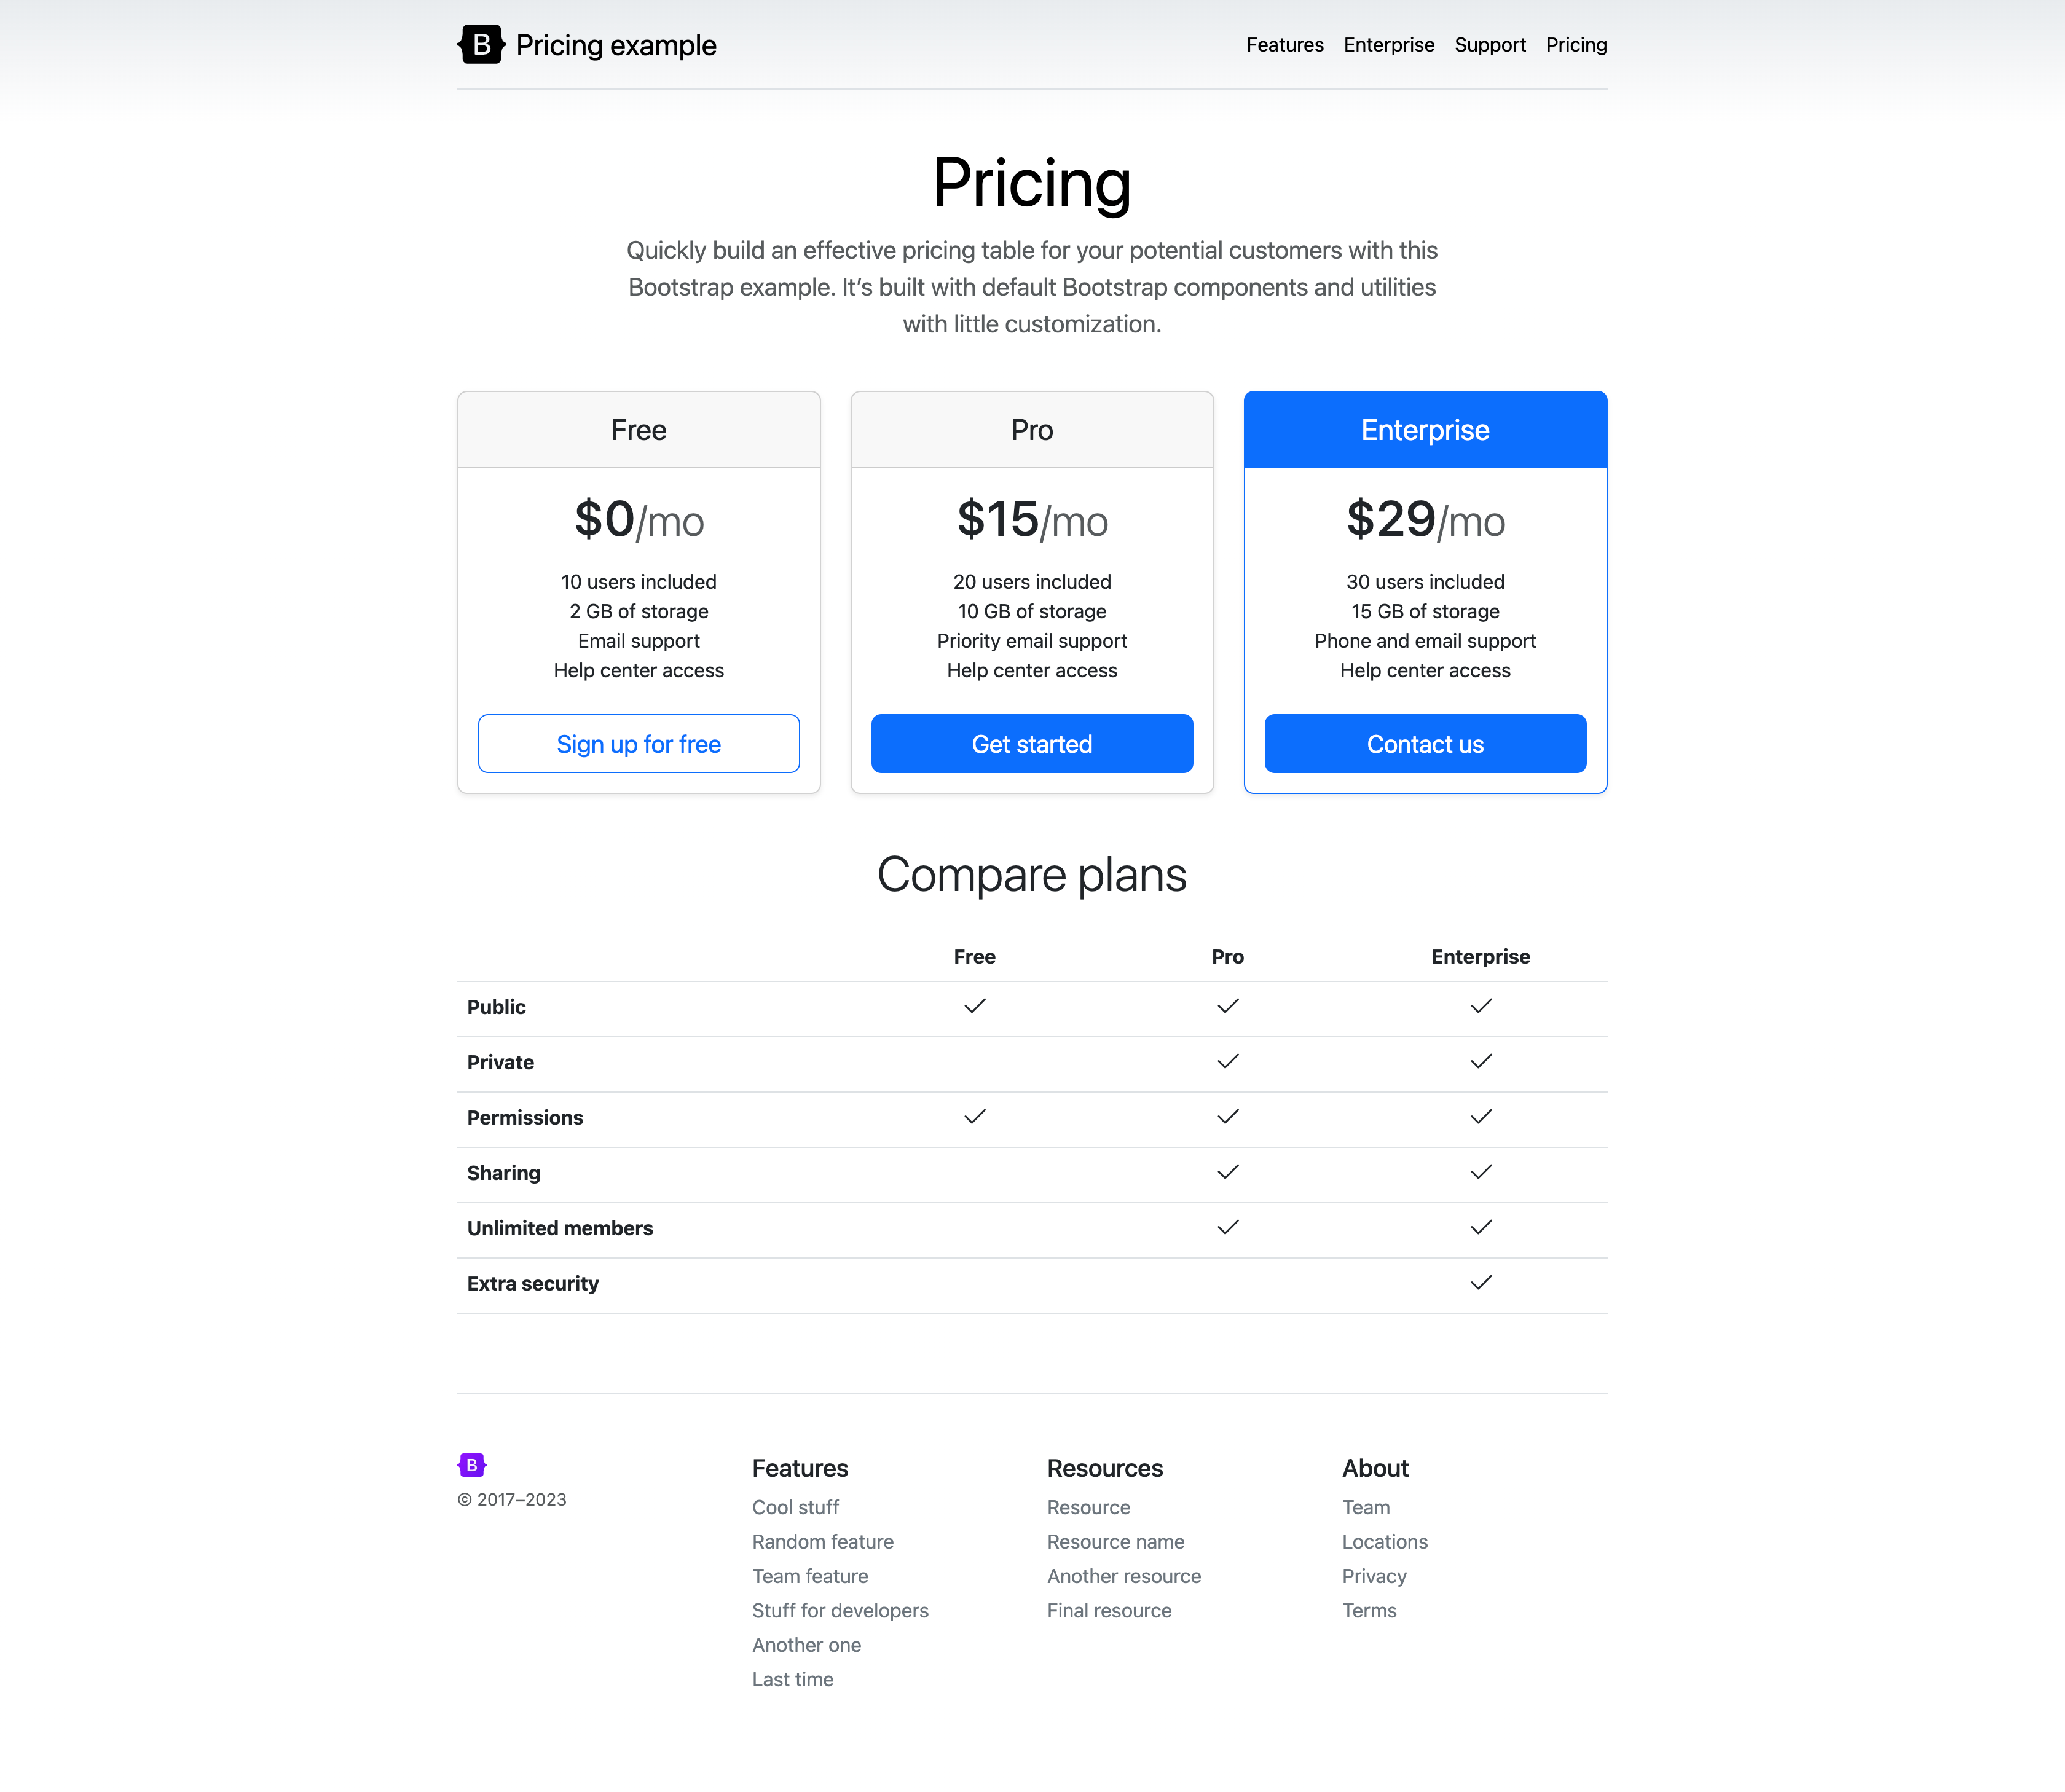 B Pricing example
Features Enterprise Support Pricing
Pricing
Quickly build an effective pricing table for your potential customers with this
Bootstrap example. It’s built with default Bootstrap components and utilities
with little customization.
Free
$0/mo
10 users included
2 GB of storage
Email support
Help center access
Sign up for free
Pro
$15/mo
20 users included
10 GB of storage
Priority email support
Help center access
Get started
Enterprise
$29/mo
30 users included
15 GB of storage
Phone and email support
Help center access
Contact us
Compare plans
Free Pro Enterprise
Public
Private
Permissions
Sharing
Unlimited members
Extra security
B
© 2017–2023
Features
Cool stuff
Random feature
Team feature
Stuff for developers
Another one
Last time
Resources
Resource
Resource name
Another resource
Final resource
About
Team
Locations
Privacy
Terms